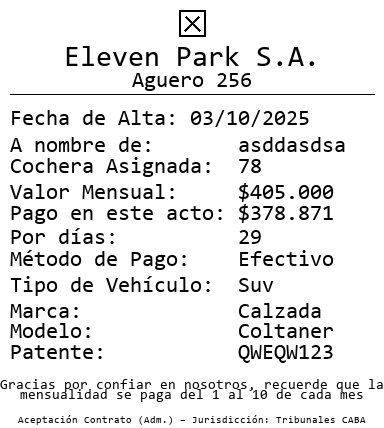 Eleven Park S.A.
Aguero 256
Fecha de Alta: 03/10/2025
A nombre de: asddasdsa
Cochera Asignada: 78
Valor Mensual: $405.000
Pago en este acto: $378.871
Por días: 29
Método de Pago: Efectivo
Tipo de Vehículo: Suv
Marca: Calzada
Modelo: Coltaner
Patente: QWEQW123
Gracias por confiar en nosotros, recuerde que la
mensualidad se paga del 1 al 10 de cada mes
Aceptación Contrato (Adm.) – Jurisdicción: Tribunales CABA